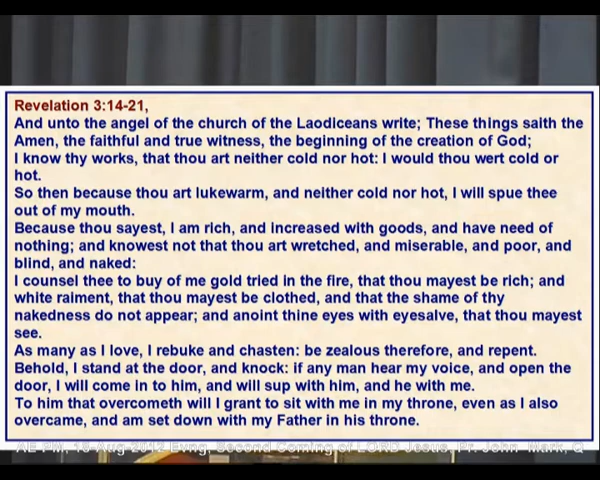 Revelation 3:14-21,
And unto the angel of the church of the Laodiceans write; These things saith the
Amen, the faithful and true witness, the beginning of the creation of God;
I know thy works, that thou art neither cold nor hot: I would thou wert cold or
hot.
So then because thou art lukewarm, and neither cold nor hot, I will spue thee
out of my mouth.
Because thou sayest, I am rich, and increased with goods, and have need of
nothing; and knowest not that thou art wretched, and miserable, and poor, and
blind, and naked:
I counsel thee to buy of me gold tried in the fire, that thou mayest be rich; and
white raiment, that thou mayest be clothed, and that the shame of thy
nakedness do not appear; and anoint thine eyes with eyesalve, that thou mayest
see.
As many as I love, I rebuke and chasten: be zealous therefore, and repent.
Behold, I stand at the door, and knock: if any man hear my voice, and open the
door, I will come in to him, and will sup with him, and he with me.
To him that overcometh will I grant to sit with me in my throne, even as I also
overcame, and am set down with my Father in his throne.
AE PM, 18 Aug 2012 Evng, Second Coming of LORD Jesus, Pr. John Mark,